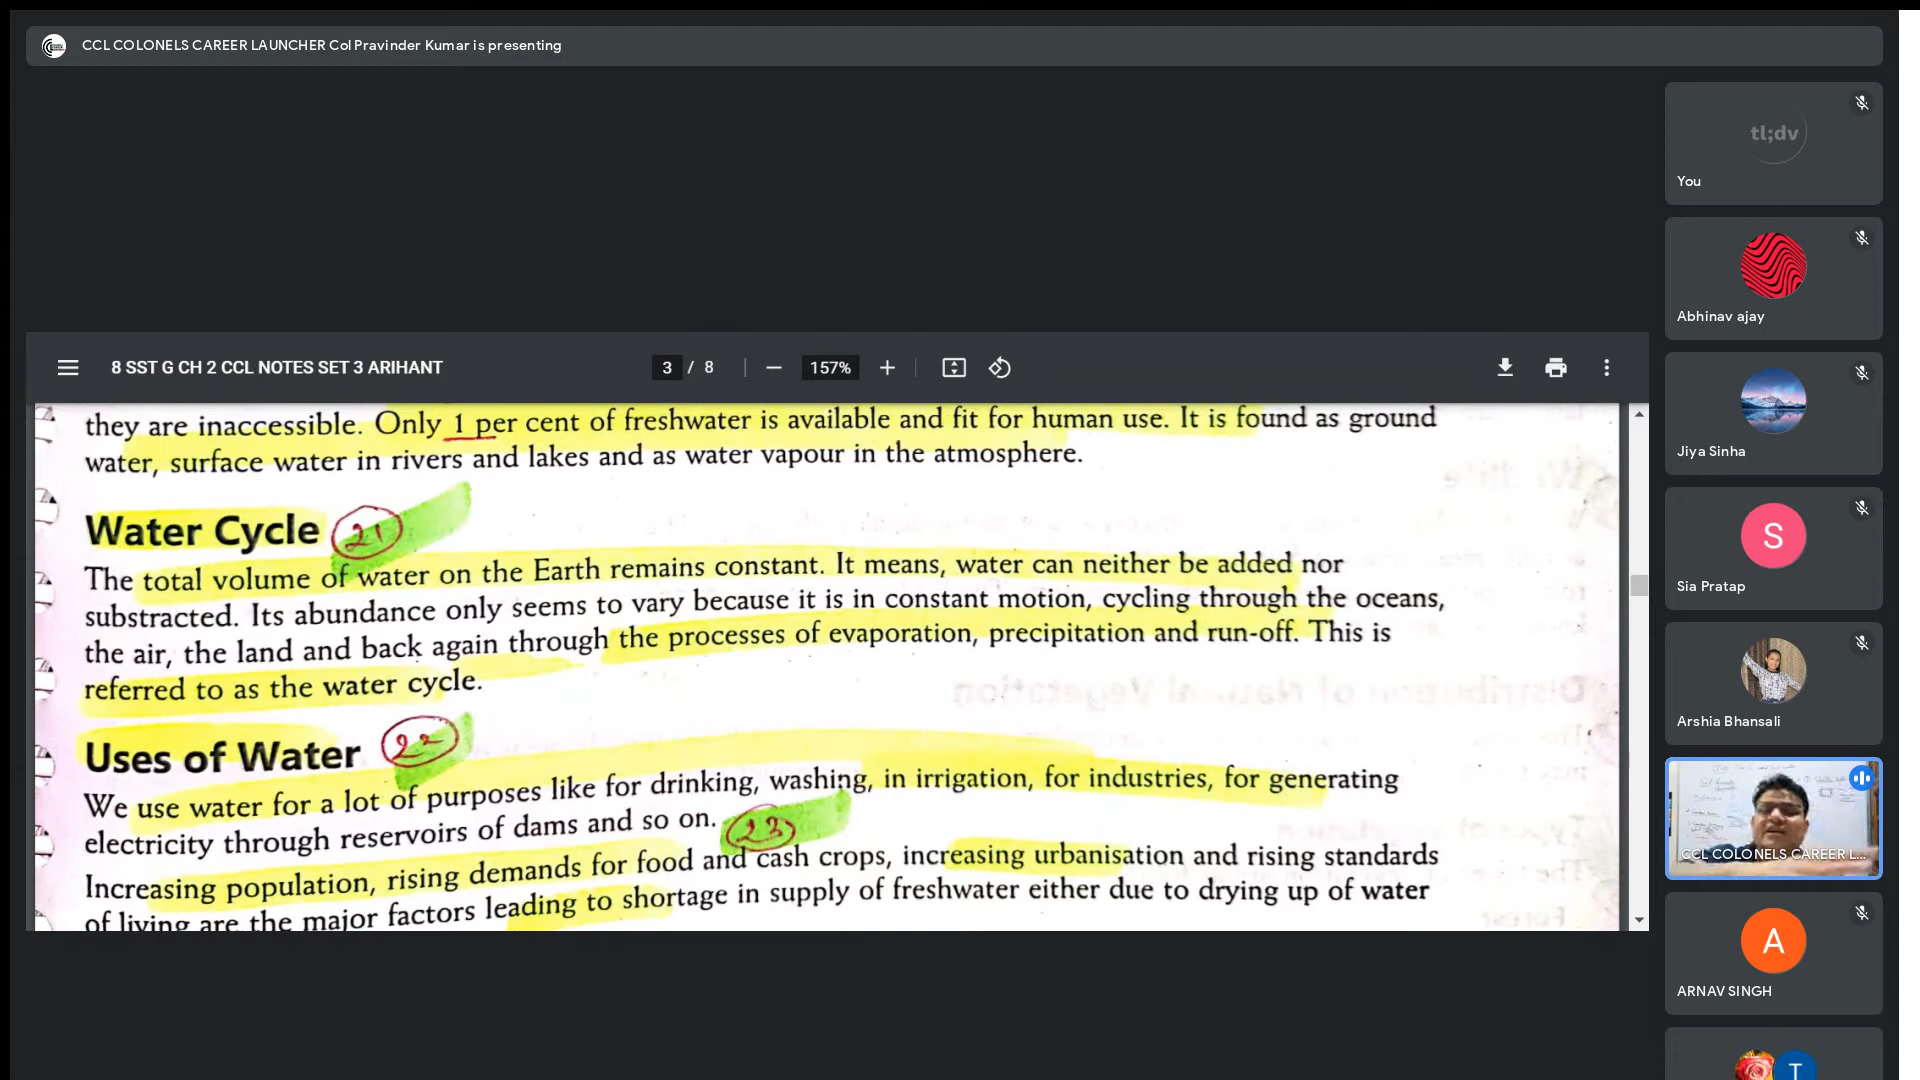 CCL COLONELS CAREER LAUNCHER Col Pravinder Kumar is presenting
8 SST G CH 2 CCL NOTES SET 3 ARIHANT
3 / 8
157%
they are inaccessible. Only 1 per cent of freshwater is available and fit for human use. It is found as ground
water, surface water in rivers and lakes and as water vapour in the atmosphere.
Water Cycle 21
The total volume of water on the Earth remains constant. It means, water can neither be added nor
substracted. Its abundance only seems to vary because it is in constant motion, cycling through the oceans,
the air, the land and back again through the processes of evaporation, precipitation and run-off. This is
referred to as the water cycle.
Uses of Water 22
We use water for a lot of purposes like for drinking, washing, in irrigation, for industries, for generating
electricity through reservoirs of dams and so on. 23
Increasing population, rising demands for food and cash crops, increasing urbanisation and rising standards
of living are the major factors leading to shortage in supply of freshwater either due to drying up of water
tl;dv
You
Abhinav ajay
Jiya Sinha
S
Sia Pratap
Arshia Bhansali
CCL COLONELS CAREER L...
A
ARNAV SINGH
T